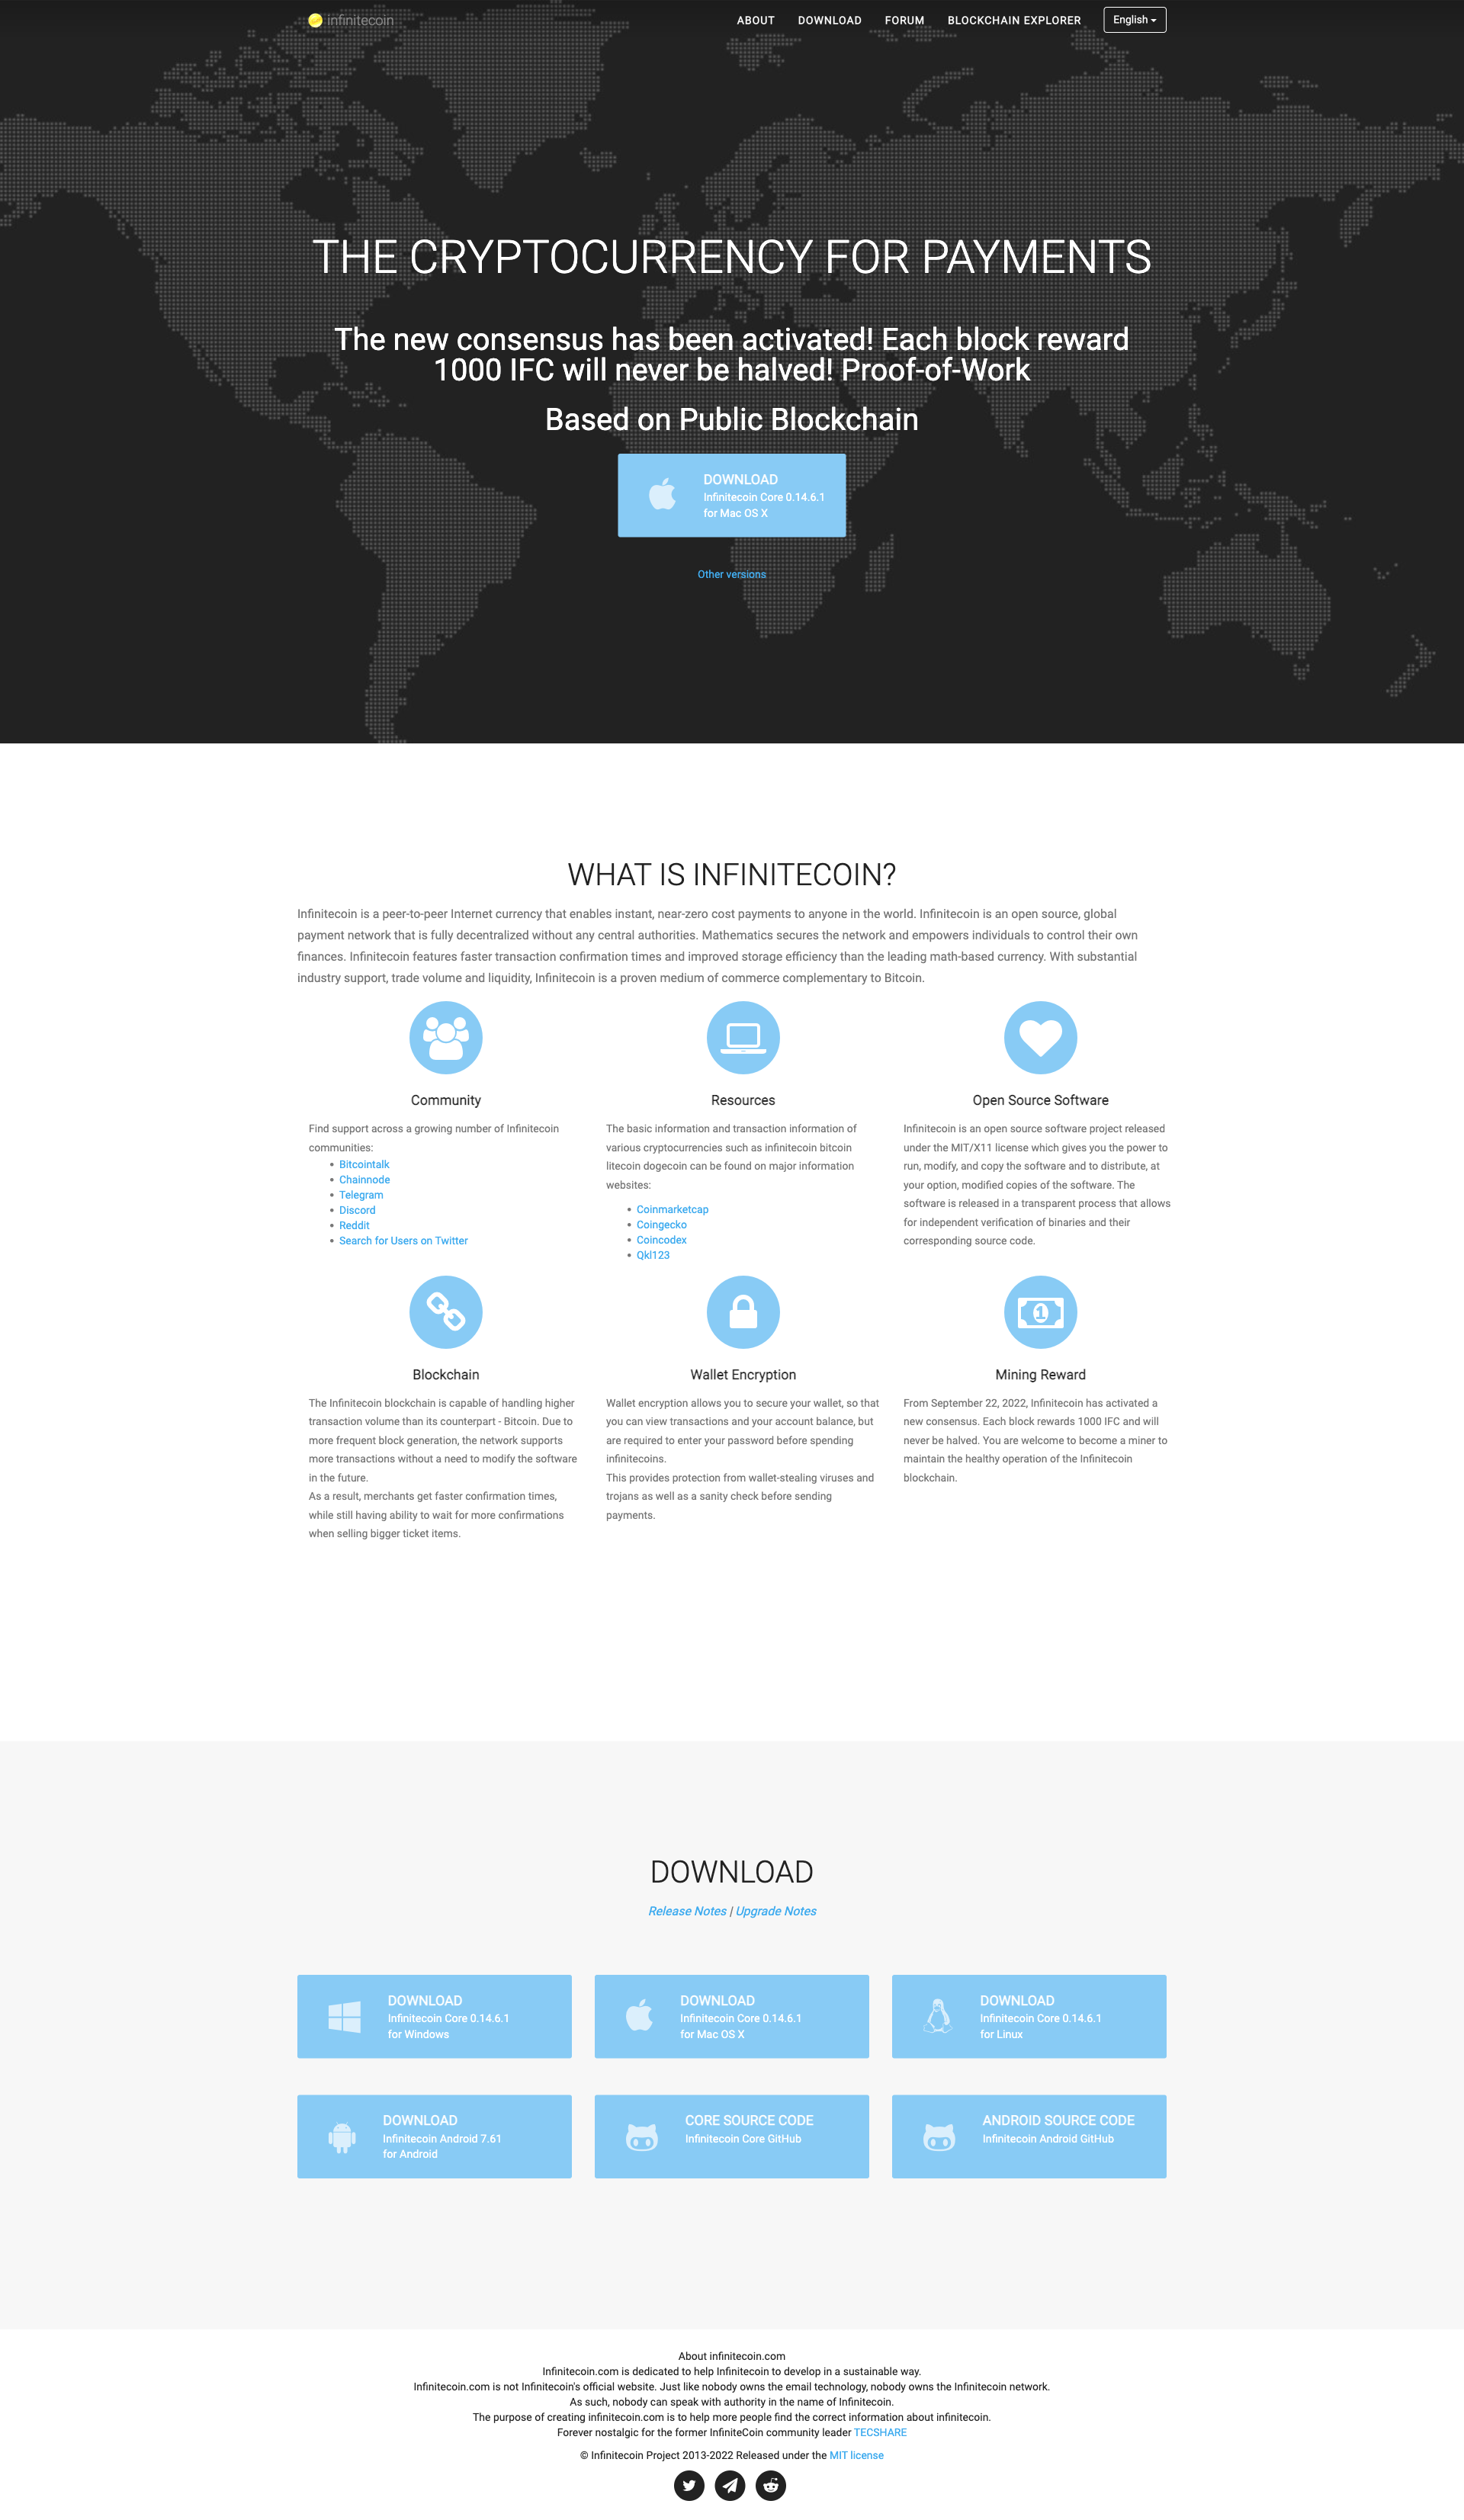 infinitecoin
ABOUT
DOWNLOAD
FORUM
BLOCKCHAIN EXPLORER
English
THE CRYPTOCURRENCY FOR PAYMENTS
The new consensus has been activated! Each block reward
1000 IFC will never be halved! Proof-of-Work
Based on Public Blockchain
DOWNLOAD
Infinitecoin Core 0.14.6.1
for Mac OS X
Other versions
WHAT IS INFINITECOIN?
Infinitecoin is a peer-to-peer Internet currency that enables instant, near-zero cost payments to anyone in the world. Infinitecoin is an open source, global
payment network that is fully decentralized without any central authorities. Mathematics secures the network and empowers individuals to control their own
finances. Infinitecoin features faster transaction confirmation times and improved storage efficiency than the leading math-based currency. With substantial
industry support, trade volume and liquidity, Infinitecoin is a proven medium of commerce complementary to Bitcoin.
Community
Find support across a growing number of Infinitecoin
communities:
Bitcointalk
Chainnode
Telegram
Discord
Reddit
Search for Users on Twitter
Resources
The basic information and transaction information of
various cryptocurrencies such as infinitecoin bitcoin
litecoin dogecoin can be found on major information
websites:
Coinmarketcap
Coingecko
Coincodex
Qkl123
Open Source Software
Infinitecoin is an open source software project released
under the MIT/X11 license which gives you the power to
run, modify, and copy the software and to distribute, at
your option, modified copies of the software. The
software is released in a transparent process that allows
for independent verification of binaries and their
corresponding source code.
Blockchain
The Infinitecoin blockchain is capable of handling higher
transaction volume than its counterpart - Bitcoin. Due to
more frequent block generation, the network supports
more transactions without a need to modify the software
in the future.
As a result, merchants get faster confirmation times,
while still having ability to wait for more confirmations
when selling bigger ticket items.
Wallet Encryption
Wallet encryption allows you to secure your wallet, so that
you can view transactions and your account balance, but
are required to enter your password before spending
infinitecoins.
This provides protection from wallet-stealing viruses and
trojans as well as a sanity check before sending
payments.
1
Mining Reward
From September 22, 2022, Infinitecoin has activated a
new consensus. Each block rewards 1000 IFC and will
never be halved. You are welcome to become a miner to
maintain the healthy operation of the Infinitecoin
blockchain.
DOWNLOAD
Release Notes | Upgrade Notes
DOWNLOAD
Infinitecoin Core 0.14.6.1
for Windows
DOWNLOAD
Infinitecoin Core 0.14.6.1
for Mac OS X
DOWNLOAD
Infinitecoin Core 0.14.6.1
for Linux
DOWNLOAD
Infinitecoin Android 7.61
for Android
CORE SOURCE CODE
Infinitecoin Core GitHub
ANDROID SOURCE CODE
Infinitecoin Android GitHub
About infinitecoin.com
Infinitecoin.com is dedicated to help Infinitecoin to develop in a sustainable way.
Infinitecoin.com is not Infinitecoin's official website. Just like nobody owns the email technology, nobody owns the Infinitecoin network.
As such, nobody can speak with authority in the name of Infinitecoin.
The purpose of creating infinitecoin.com is to help more people find the correct information about infinitecoin.
Forever nostalgic for the former InfiniteCoin community leader TECSHARE
© Infinitecoin Project 2013-2022 Released under the MIT license